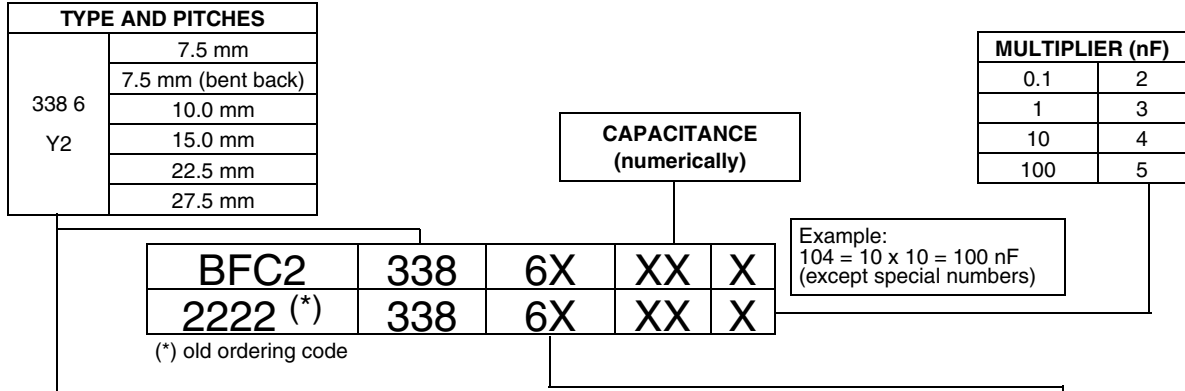 TYPE AND PITCHES
338 6
Y2
7.5 mm
7.5 mm (bent back)
10.0 mm
15.0 mm
22.5 mm
27.5 mm
CAPACITANCE
(numerically)
MULTIPLIER (nF)
0.1 2
1 3
10 4
100 5
Example:
104 = 10 x 10 = 100 nF
(except special numbers)
BFC2 338 6X XX X
2222 (*) 338 6X XX X
(*) old ordering code